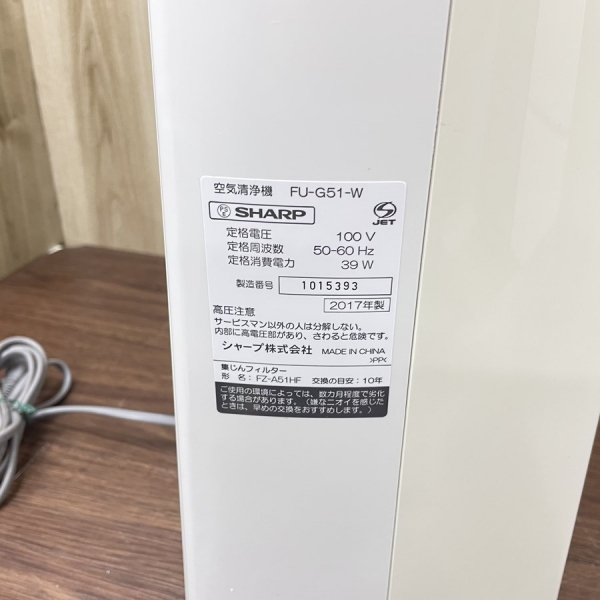 空気清浄機 FU-G51-W
PS E SHARP
JET
定格電圧 100 V
定格周波数 50-60 Hz
定格消費電力 39 W
製造番号 1015393
2017年製
高圧注意
サービスマン以外の人は分解しない。
内部に高電圧部があり、さわると危険です。
シャープ株式会社 MADE IN CHINA
>PP<
集じんフィルター
形 名：FZ-A51HF 交換の目安：10年
ご使用の環境によっては、数カ月程度で劣化
する場合があります。（嫌なニオイを感じた
ときは、早めの交換をおすすめします。）